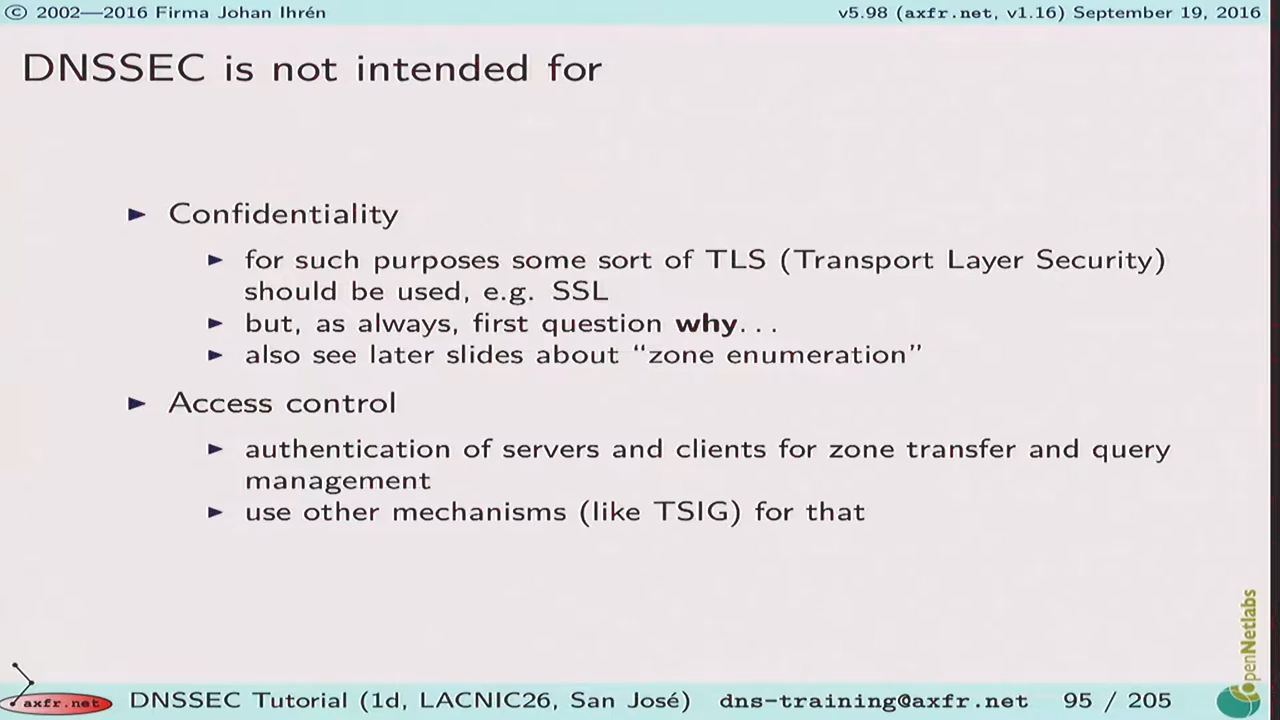 © 2002—2016 Firma Johan Ihrén v5.98 (axfr.net, v1.16) September 19, 2016
DNSSEC is not intended for
Confidentiality
for such purposes some sort of TLS (Transport Layer Security)
should be used, e.g. SSL
but, as always, first question why...
also see later slides about “zone enumeration”
Access control
authentication of servers and clients for zone transfer and query
management
use other mechanisms (like TSIG) for that
openNetlabs
axfr.net DNSSEC Tutorial (1d, LACNIC26, San José) dns-training@axfr.net 95 / 205